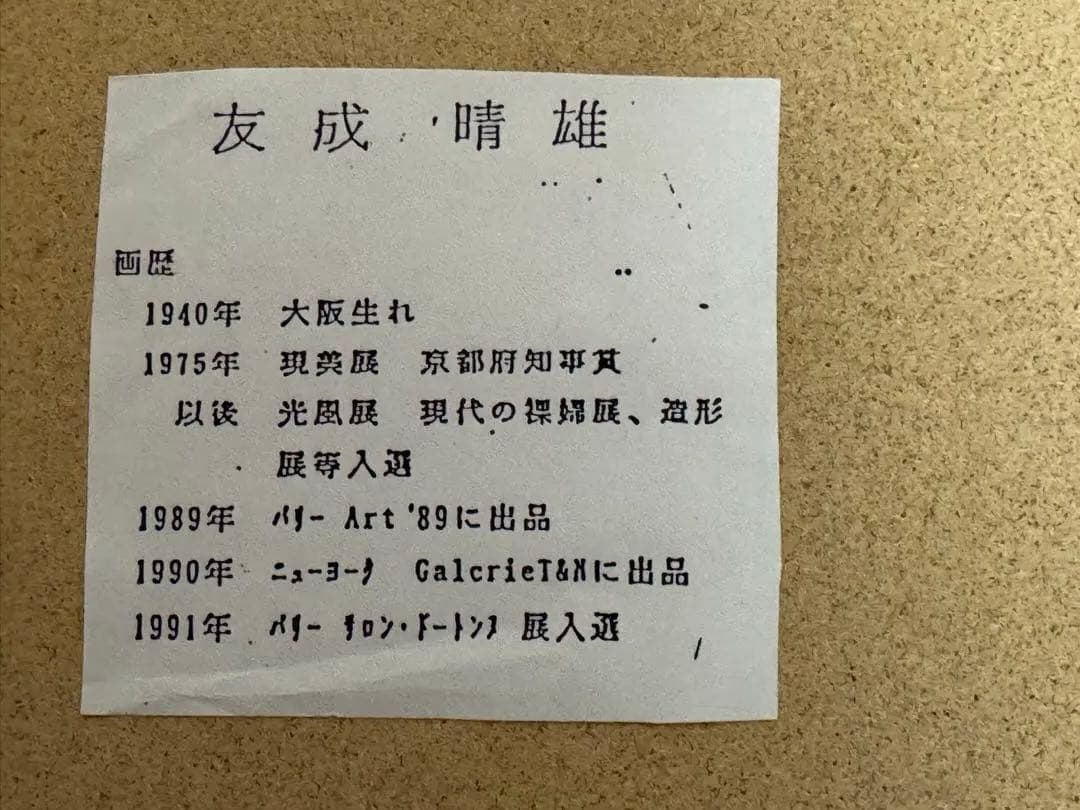 友成 晴雄
画歴
1940年 大阪生れ
1975年 現美展 京都府知事賞
以後 光風展 現代の裸婦展、造形
展等入選
1989年 パリー Art '89に出品
1990年 ニューヨーク GalerieT&Nに出品
1991年 パリー サロン・ドートンヌ 展入選